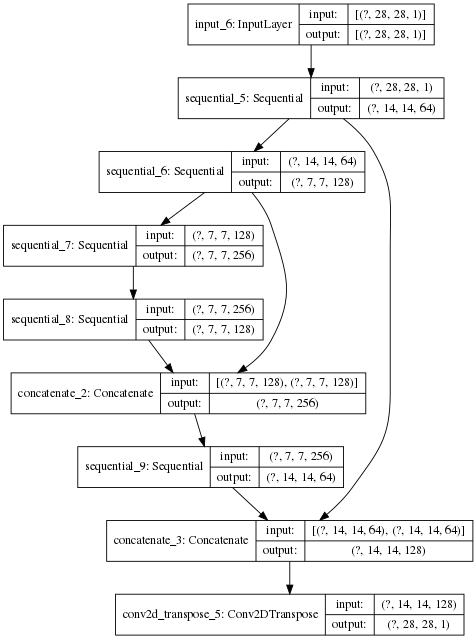 input_6: InputLayer
input: [(?, 28, 28, 1)]
output: [(?, 28, 28, 1)]
sequential_5: Sequential
input: (?, 28, 28, 1)
output: (?, 14, 14, 64)
sequential_6: Sequential
input: (?, 14, 14, 64)
output: (?, 7, 7, 128)
sequential_7: Sequential
input: (?, 7, 7, 128)
output: (?, 7, 7, 256)
sequential_8: Sequential
input: (?, 7, 7, 256)
output: (?, 7, 7, 128)
concatenate_2: Concatenate
input: [(?, 7, 7, 128), (?, 7, 7, 128)]
output: (?, 7, 7, 256)
sequential_9: Sequential
input: (?, 7, 7, 256)
output: (?, 14, 14, 64)
concatenate_3: Concatenate
input: [(?, 14, 14, 64), (?, 14, 14, 64)]
output: (?, 14, 14, 128)
conv2d_transpose_5: Conv2DTranspose
input: (?, 14, 14, 128)
output: (?, 28, 28, 1)